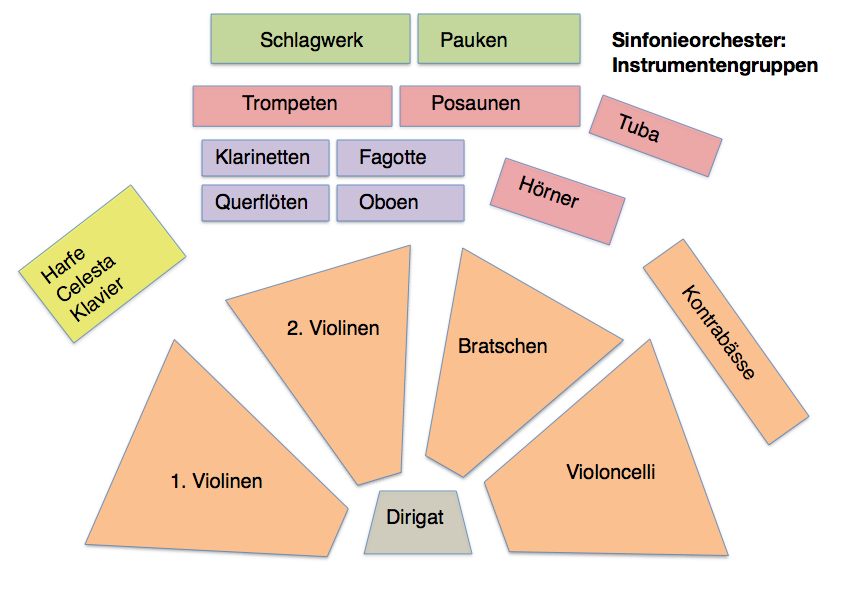 Schlagwerk
Pauken
Sinfonieorchester:
Instrumentengruppen
Trompeten
Posaunen
Tuba
Klarinetten
Fagotte
Querflöten
Oboen
Hörner
Harfe
Celesta
Klavier
2. Violinen
Bratschen
Kontrabässe
1. Violinen
Violoncelli
Dirigat